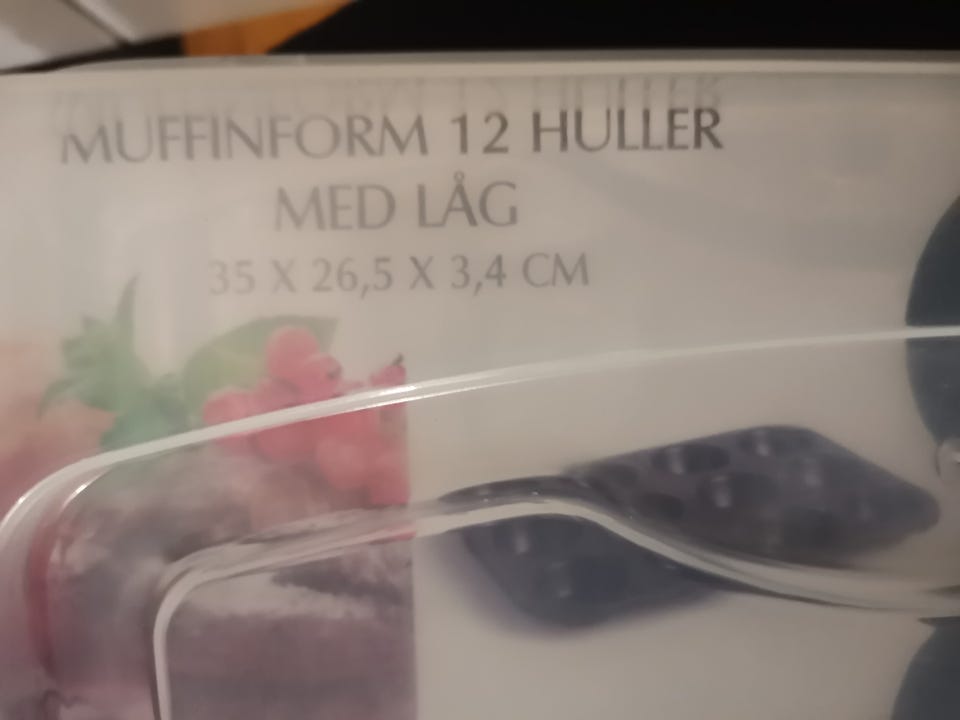 MUFFINFORM 12 HULLER
MED LÅG
35 X 26,5 X 3,4 CM